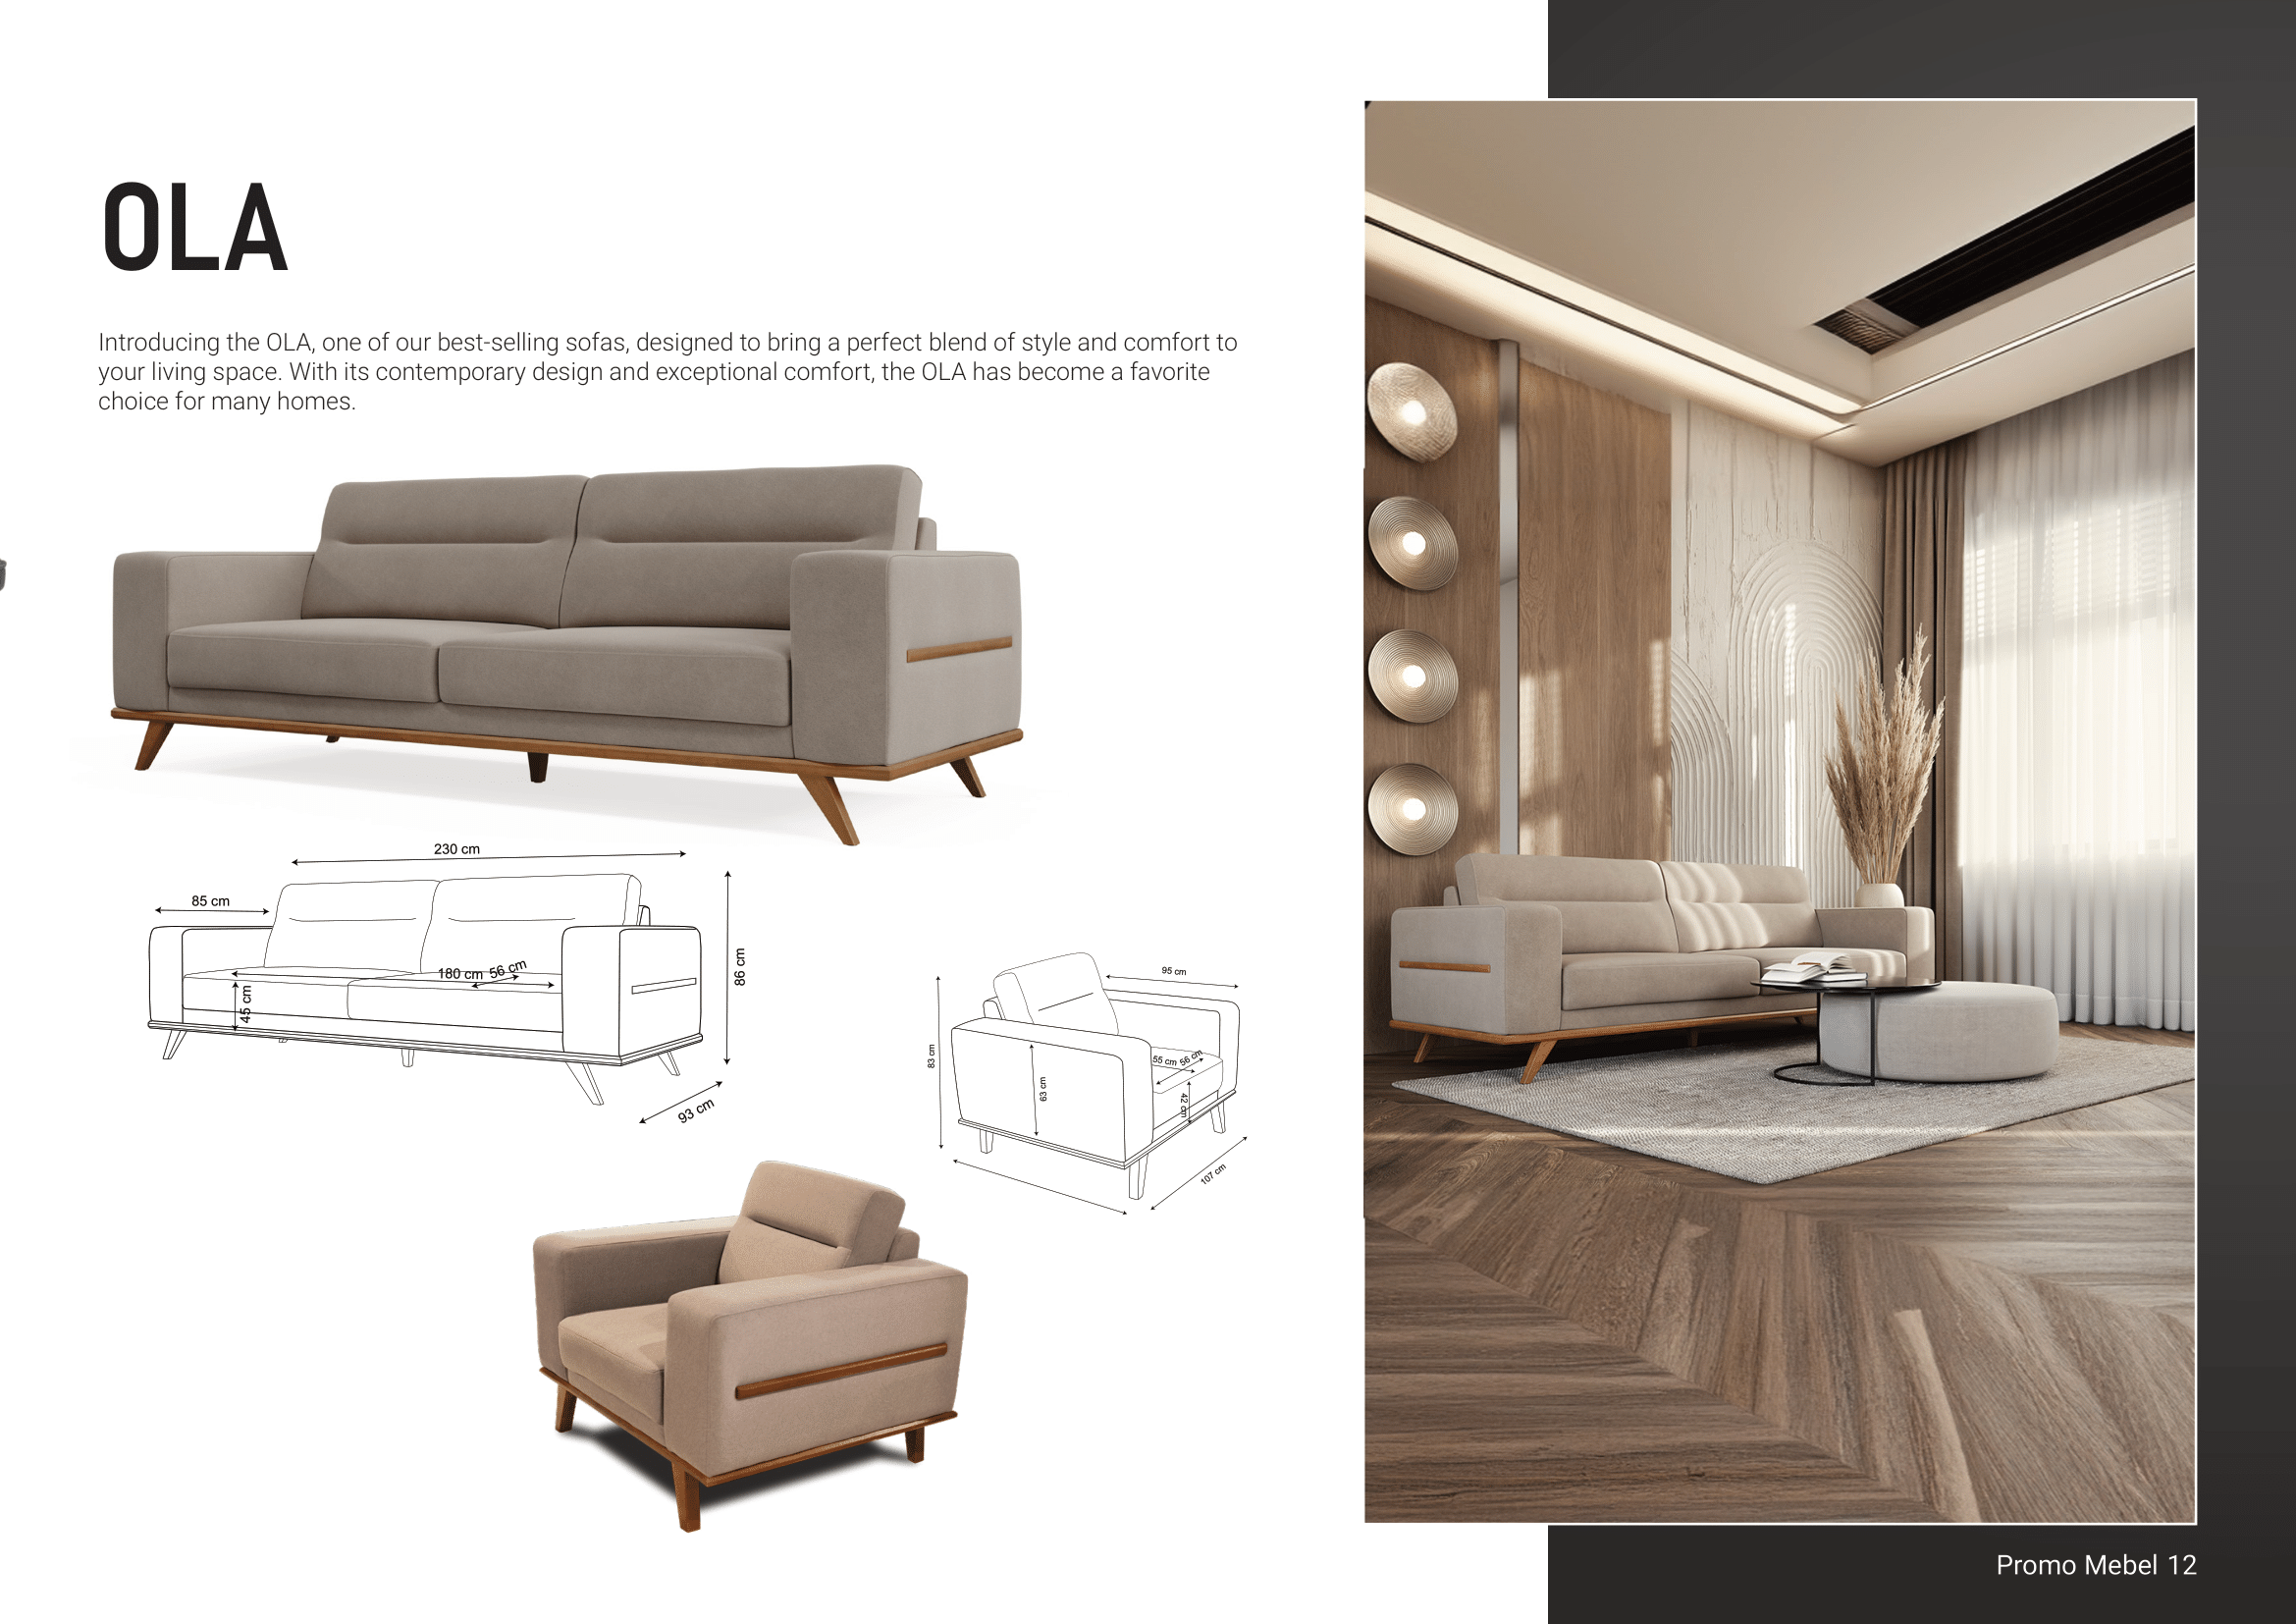 OLA
Introducing the OLA, one of our best-selling sofas, designed to bring a perfect blend of style and comfort to
your living space. With its contemporary design and exceptional comfort, the OLA has become a favorite
choice for many homes.
230 cm
85 cm
180 cm 56 cm
45 cm
86 cm
93 cm
95 cm
83 cm
63 cm
55 cm 56 cm
42 cm
107 cm
Promo Mebel 12